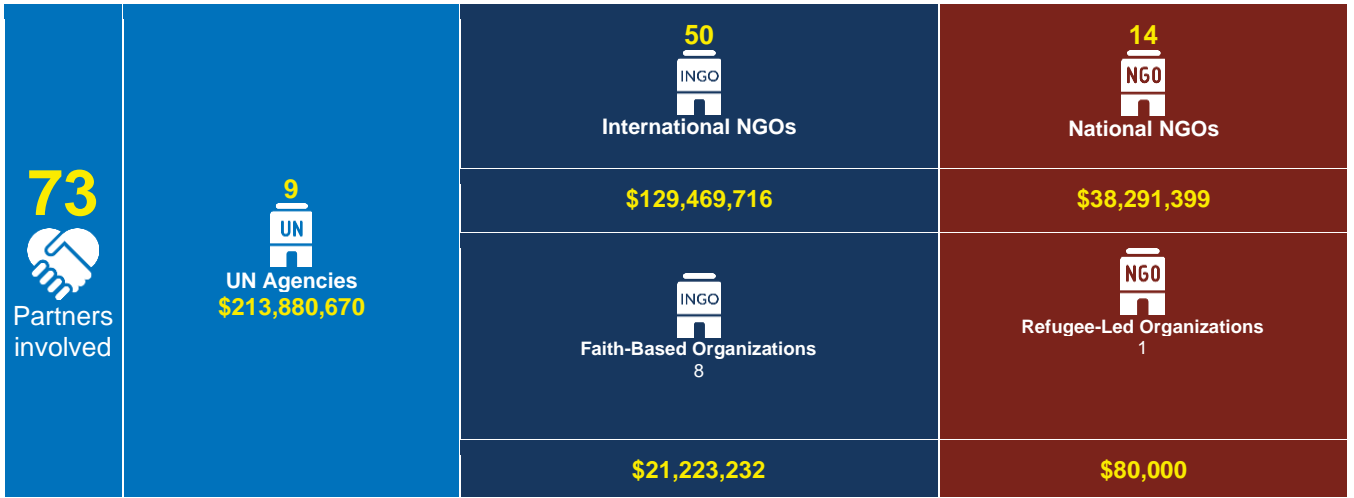 73
Partners
involved
9
UN
UN Agencies
$213,880,670
50
INGO
International NGOs
$129,469,716
INGO
Faith-Based Organizations
8
$21,223,232
14
NGO
National NGOs
$38,291,399
NGO
Refugee-Led Organizations
1
$80,000